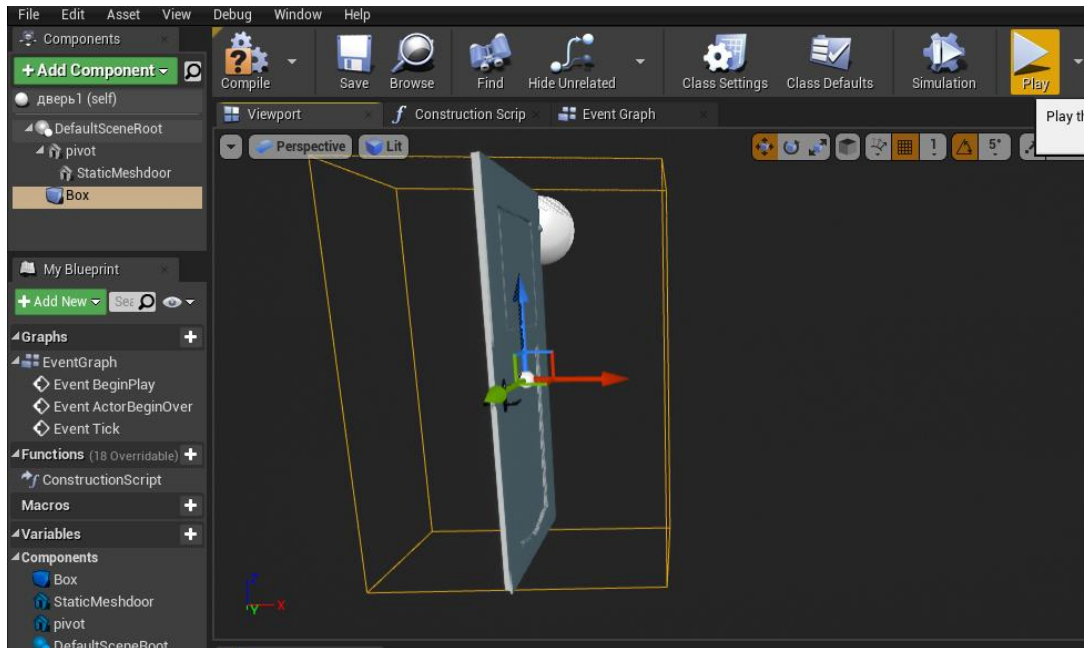 File Edit Asset View Debug Window Help
Components
+ Add Component
дверь1 (self)
DefaultSceneRoot
pivot
StaticMeshdoor
Box
My Blueprint
+ Add New
Graphs
EventGraph
Event BeginPlay
Event ActorBeginOver
Event Tick
Functions (18 Overridable)
ConstructionScript
Macros
Variables
Components
Box
StaticMeshdoor
pivot
DefaultSceneRoot
Compile Save Browse Find Hide Unrelated Class Settings Class Defaults Simulation Play
Viewport Construction Scrip Event Graph
Play th
Perspective Lit
1 5°
Z
Y X